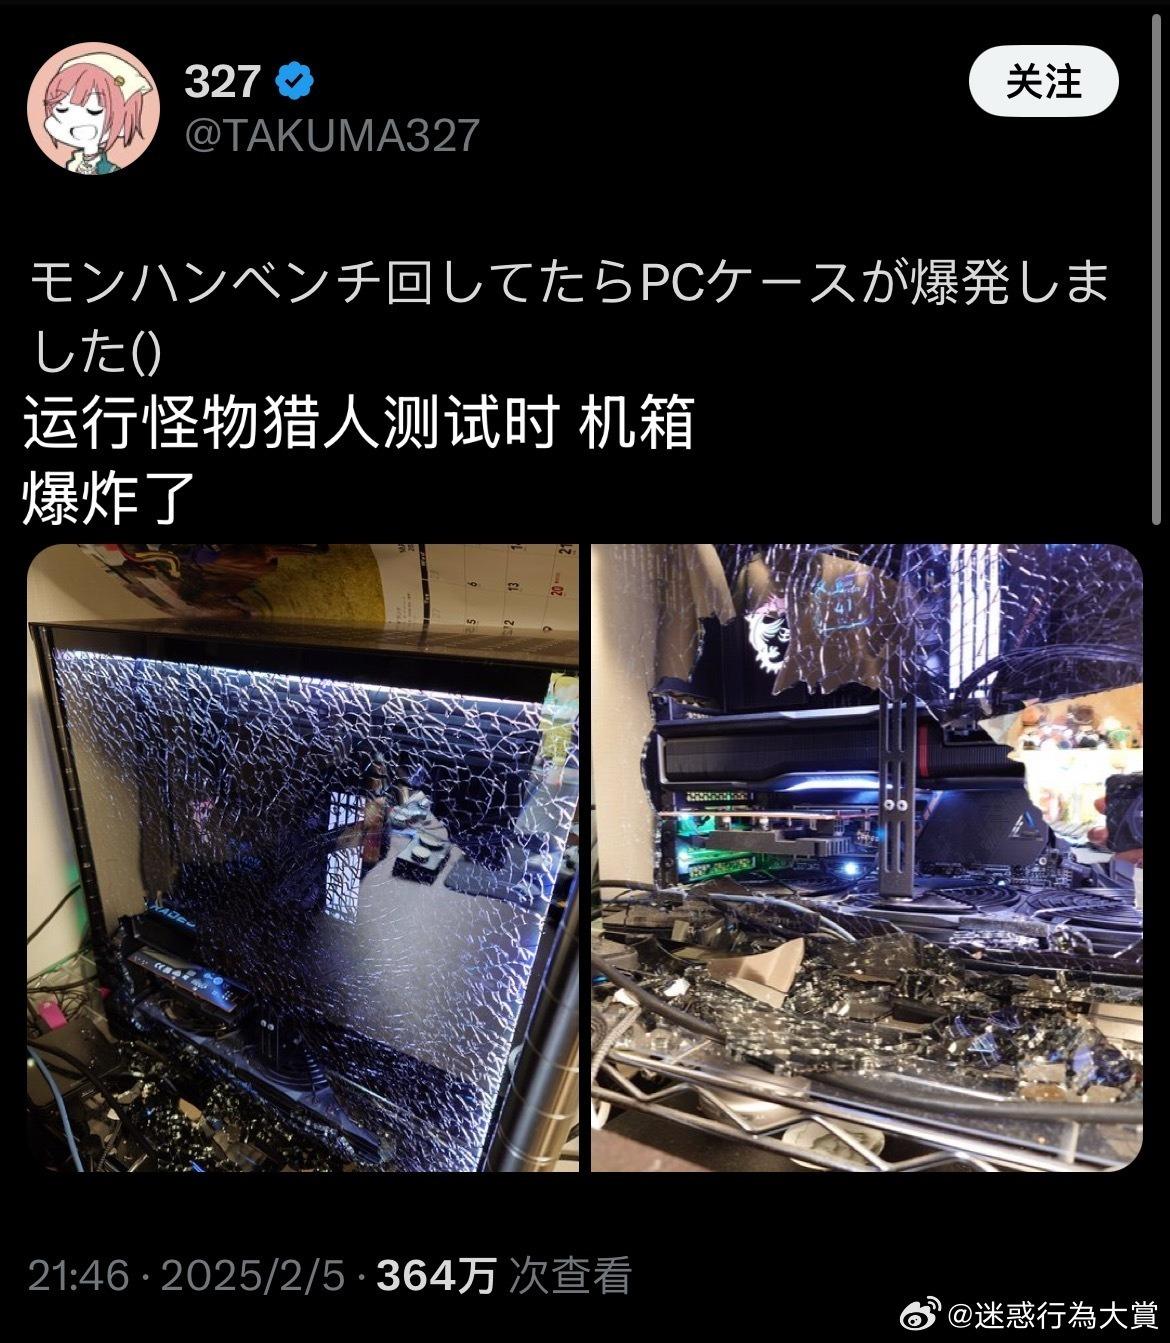 327
关注
@TAKUMA327
モンハンベンチ回してたらPCケースが爆発しま
した()
运行怪物猎人测试时 机箱
爆炸了
21:46 · 2025/2/5 · 364万 次查看
@迷惑行為大賞